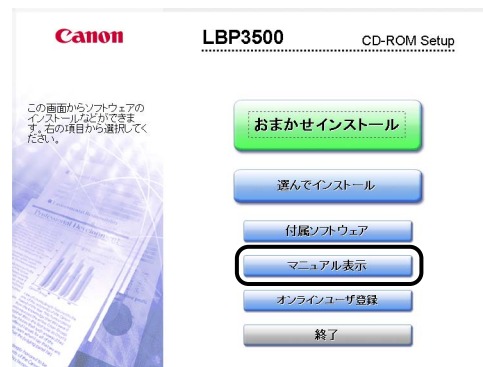 Canon
LBP3500 CD-ROM Setup
この画面からソフトウェアの
インストールなどができま
す。右の項目から選択してく
ださい。
おまかせインストール
選んでインストール
付属ソフトウェア
マニュアル表示
オンラインユーザ登録
終了
Professional Development